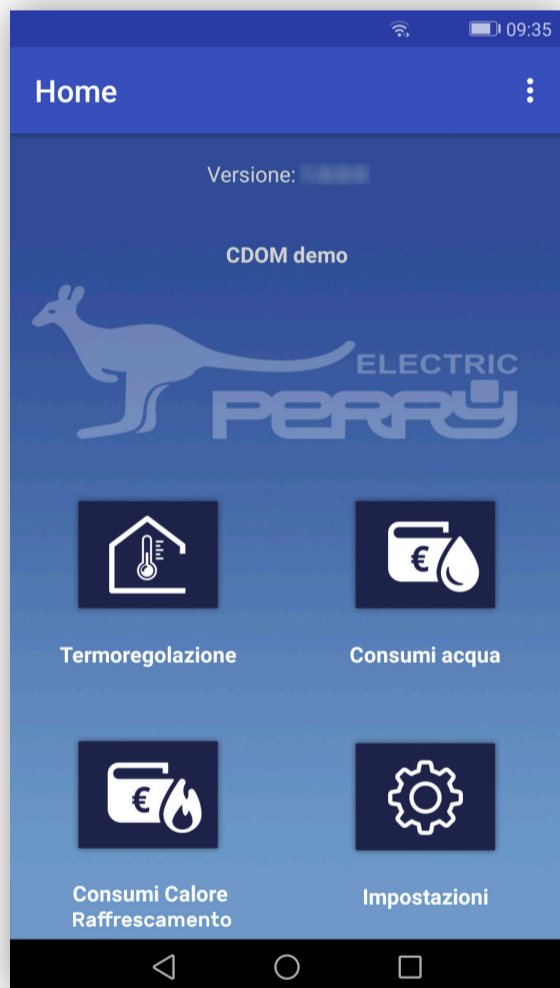 09:35
Home
Versione:
CDOM demo
ELECTRIC
PERRY
€
€
Termoregolazione
Consumi acqua
€
Consumi Calore
Raffrescamento
Impostazioni